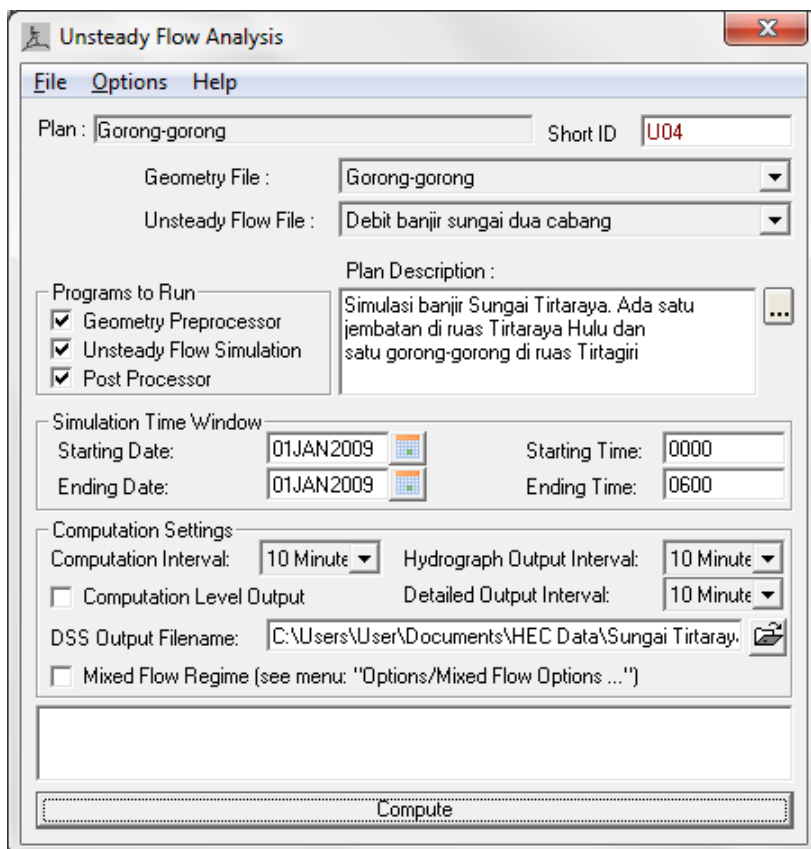 Unsteady Flow Analysis
File Options Help
Plan : Gorong-gorong Short ID U04
Geometry File : Gorong-gorong
Unsteady Flow File : Debit banjir sungai dua cabang
Plan Description :
Programs to Run
Geometry Preprocessor
Unsteady Flow Simulation
Post Processor
Simulasi banjir Sungai Tirtaraya. Ada satu
jembatan di ruas Tirtaraya Hulu dan
satu gorong-gorong di ruas Tirtagiri
...
Simulation Time Window
Starting Date: 01JAN2009 Starting Time: 0000
Ending Date: 01JAN2009 Ending Time: 0600
Computation Settings
Computation Interval: 10 Minute Hydrograph Output Interval: 10 Minute
Computation Level Output Detailed Output Interval: 10 Minute
DSS Output Filename: C:\Users\User\Documents\HEC Data\Sungai Tirtaray
Mixed Flow Regime (see menu: "Options/Mixed Flow Options ...")
Compute